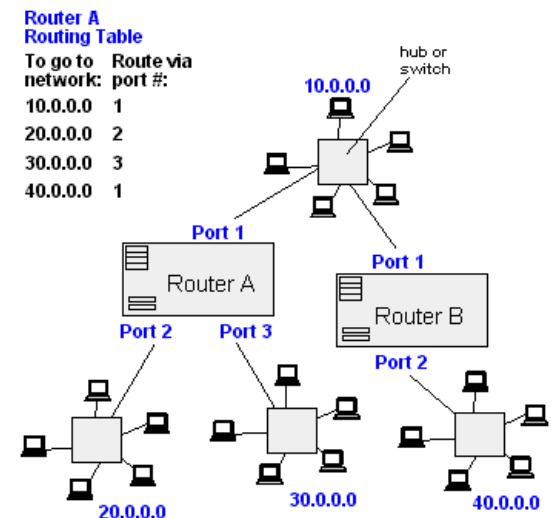 Router A
Routing Table
To go to Route via
network: port #:
10.0.0.0 1
20.0.0.0 2
30.0.0.0 3
40.0.0.0 1
hub or
switch
10.0.0.0
Port 1
Router A
Port 2 Port 3
Port 1
Router B
Port 2
20.0.0.0
30.0.0.0
40.0.0.0